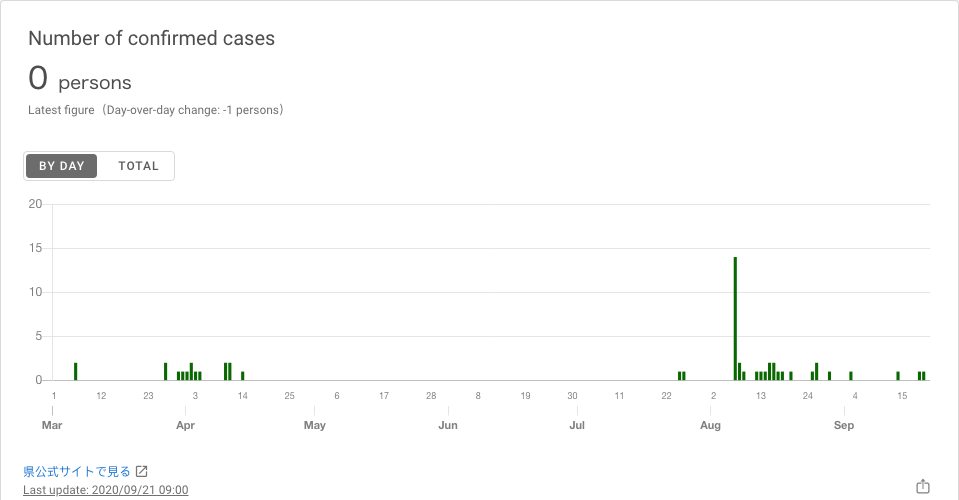 Number of confirmed cases
0 persons
Latest figure（Day-over-day change: -1 persons）
BY DAY TOTAL
20
15
10
5
0
1 12 23 3 14 25 6 17 28 8 19 30 11 22 2 13 24 4 15
Mar Apr May Jun Jul Aug Sep
県公式サイトで見る
Last update: 2020/09/21 09:00